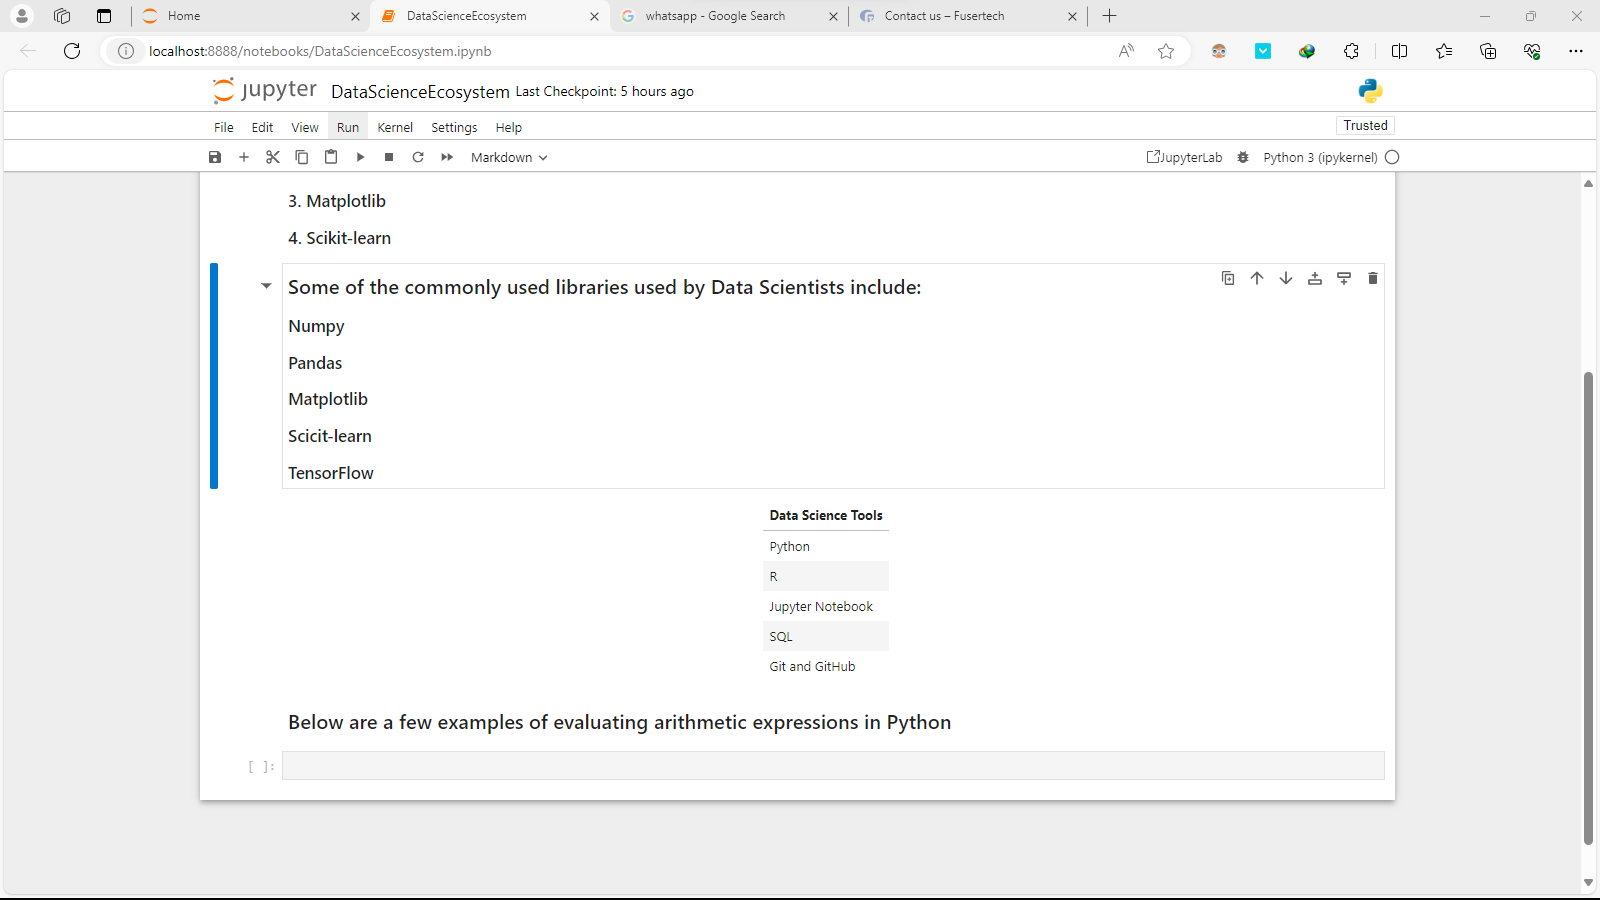 Home
DataScienceEcosystem
whatsapp - Google Search
Contact us – Fusertech
localhost:8888/notebooks/DataScienceEcosystem.ipynb
jupyter DataScienceEcosystem Last Checkpoint: 5 hours ago
File Edit View Run Kernel Settings Help
Trusted
Markdown
JupyterLab
Python 3 (ipykernel)
3. Matplotlib
4. Scikit-learn
Some of the commonly used libraries used by Data Scientists include:
Numpy
Pandas
Matplotlib
Scicit-learn
TensorFlow
Data Science Tools
Python
R
Jupyter Notebook
SQL
Git and GitHub
Below are a few examples of evaluating arithmetic expressions in Python
[ ]: